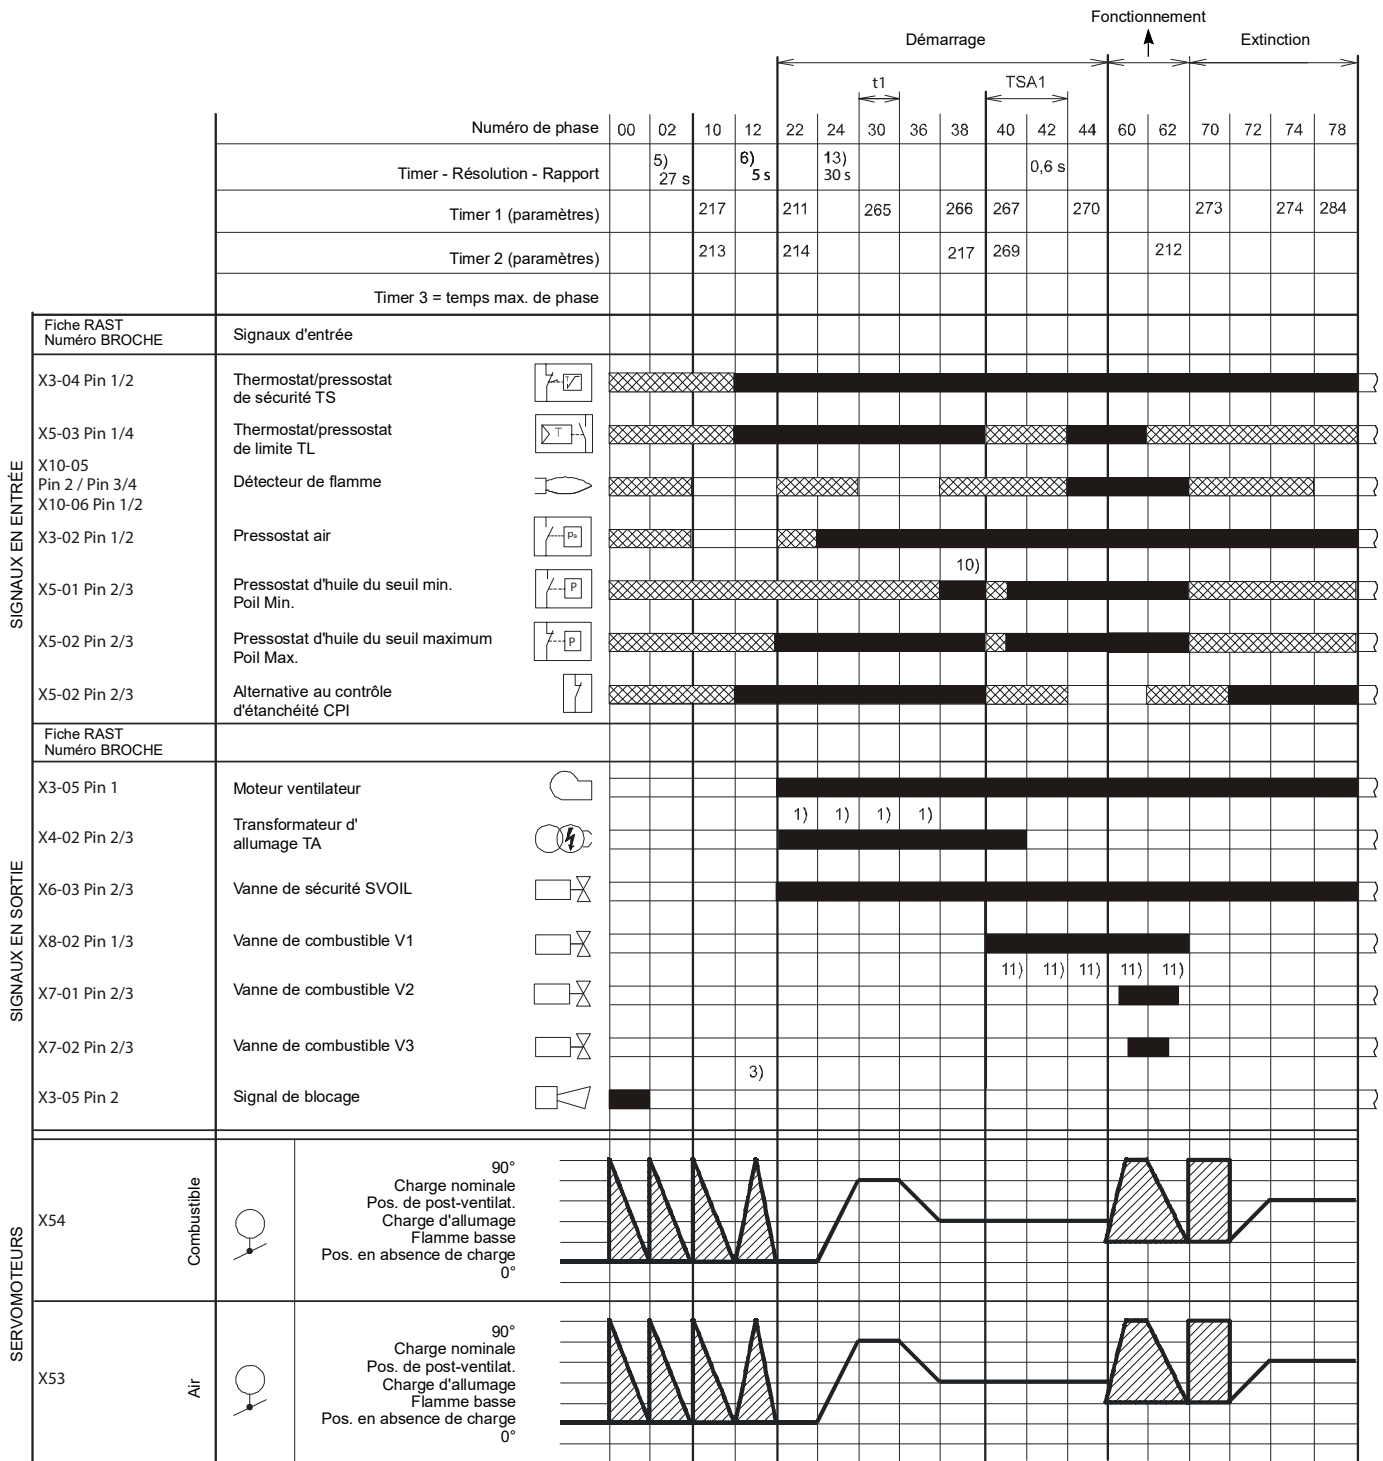 Fonctionnement
Démarrage
Extinction
t1
TSA1
Numéro de phase 00 02 10 12 22 24 30 36 38 40 42 44 60 62 70 72 74 78
Timer - Résolution - Rapport 5) 27 s 6) 5 s 13) 30 s 0,6 s
Timer 1 (paramètres) 217 211 265 266 267 270 273 274 284
Timer 2 (paramètres) 213 214 217 269 212
Timer 3 = temps max. de phase
SIGNAUX EN ENTRÉE
Fiche RAST
Numéro BROCHE
Signaux d'entrée
X3-04 Pin 1/2
Thermostat/pressostat
de sécurité TS
X5-03 Pin 1/4
Thermostat/pressostat
de limite TL
T
X10-05
Pin 2 / Pin 3/4
X10-06 Pin 1/2
Détecteur de flamme
X3-02 Pin 1/2
Pressostat air
Pa
10)
X5-01 Pin 2/3
Pressostat d'huile du seuil min.
Poil Min.
P
X5-02 Pin 2/3
Pressostat d'huile du seuil maximum
Poil Max.
P
X5-02 Pin 2/3
Alternative au contrôle
d'étanchéité CPI
SIGNAUX EN SORTIE
Fiche RAST
Numéro BROCHE
X3-05 Pin 1
Moteur ventilateur
1) 1) 1) 1)
X4-02 Pin 2/3
Transformateur d'
allumage TA
X6-03 Pin 2/3
Vanne de sécurité SVOIL
X8-02 Pin 1/3
Vanne de combustible V1
11) 11) 11) 11) 11)
X7-01 Pin 2/3
Vanne de combustible V2
X7-02 Pin 2/3
Vanne de combustible V3
3)
X3-05 Pin 2
Signal de blocage
SERVOMOTEURS
X54
Combustible
90°
Charge nominale
Pos. de post-ventilat.
Charge d'allumage
Flamme basse
Pos. en absence de charge
0°
X53
Air
90°
Charge nominale
Pos. de post-ventilat.
Charge d'allumage
Flamme basse
Pos. en absence de charge
0°